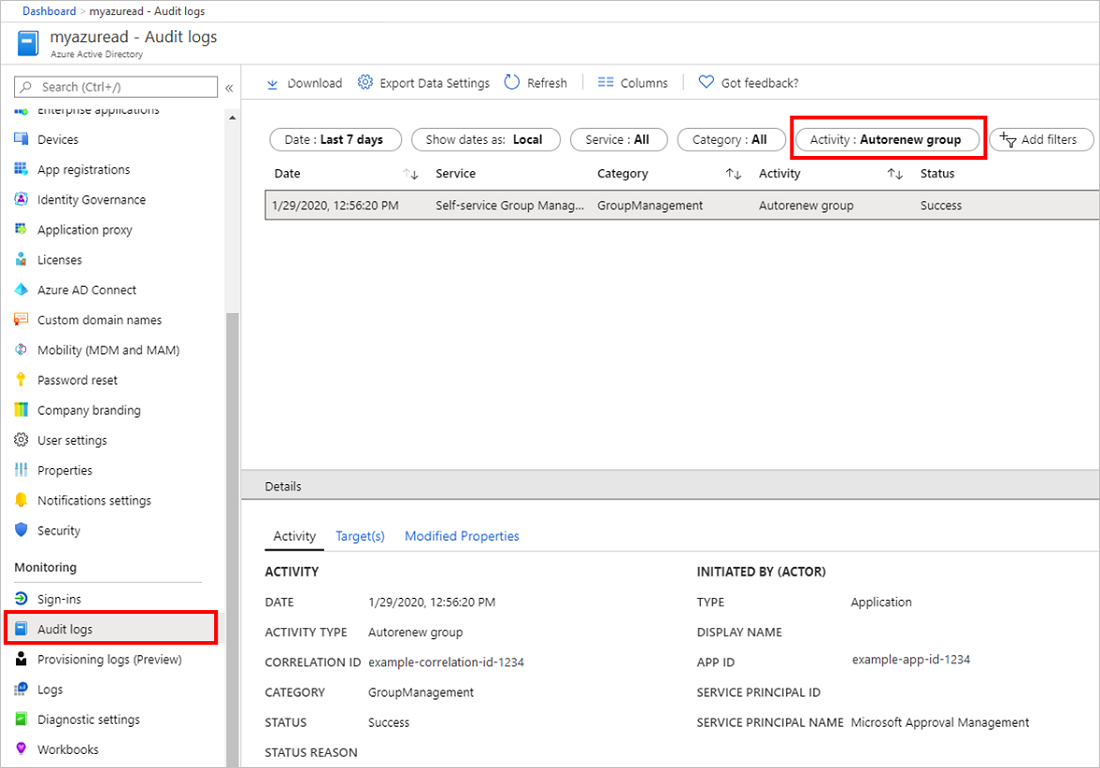 Dashboard > myazuread - Audit logs
myazuread - Audit logs
Azure Active Directory
Search (Ctrl+/)
«
Enterprise applications
Devices
App registrations
Identity Governance
Application proxy
Licenses
Azure AD Connect
Custom domain names
Mobility (MDM and MAM)
Password reset
Company branding
User settings
Properties
Notifications settings
Security
Monitoring
Sign-ins
Audit logs
Provisioning logs (Preview)
Logs
Diagnostic settings
Workbooks
Download Export Data Settings Refresh Columns Got feedback?
Date : Last 7 days Show dates as: Local Service : All Category : All Activity : Autorenew group Add filters
Date Service Category Activity Status
1/29/2020, 12:56:20 PM Self-service Group Manag... GroupManagement Autorenew group Success
Details
Activity Target(s) Modified Properties
ACTIVITY
DATE 1/29/2020, 12:56:20 PM
ACTIVITY TYPE Autorenew group
CORRELATION ID example-correlation-id-1234
CATEGORY GroupManagement
STATUS Success
STATUS REASON
INITIATED BY (ACTOR)
TYPE Application
DISPLAY NAME
APP ID example-app-id-1234
SERVICE PRINCIPAL ID
SERVICE PRINCIPAL NAME Microsoft Approval Management